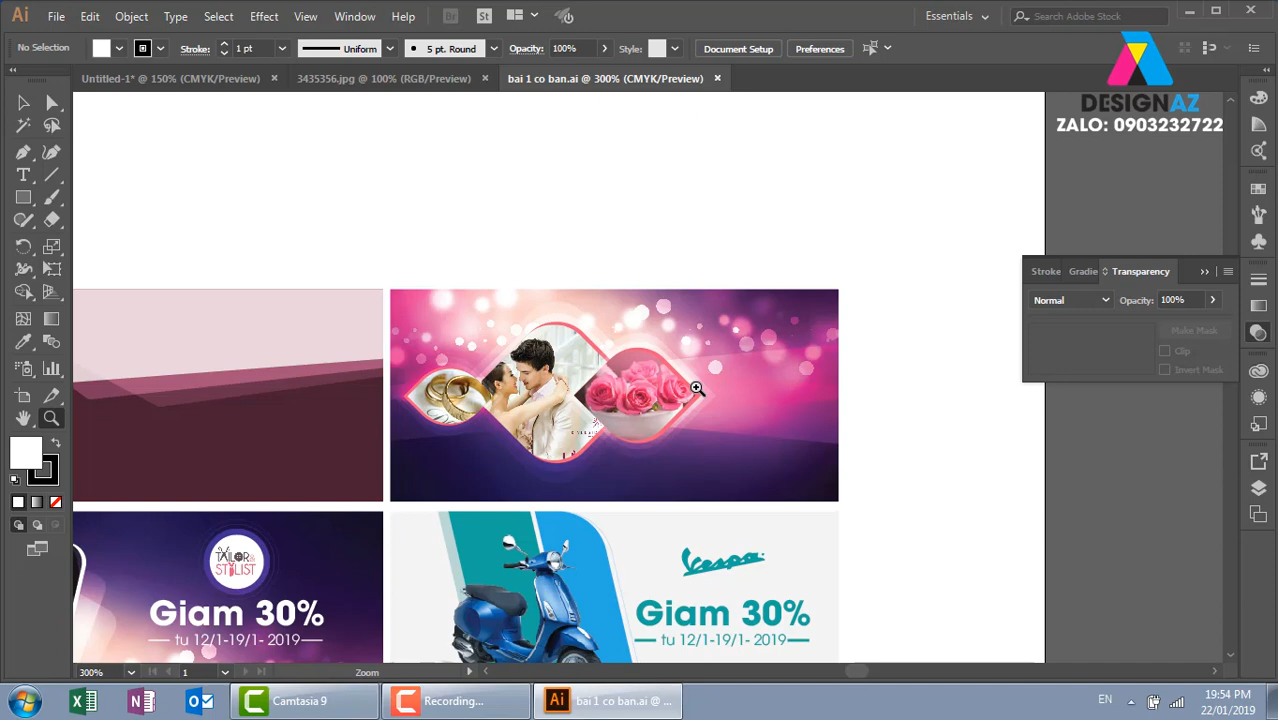 Ai File Edit Object Type Select Effect View Window Help Br St Essentials Search Adobe Stock
No Selection Stroke: 1 pt Uniform 5 pt. Round Opacity: 100% Style: Document Setup Preferences
Untitled-1* @ 150% (CMYK/Preview) × 3435356.jpg @ 100% (RGB/Preview) × bai 1 co ban.ai @ 300% (CMYK/Preview) ×
DESIGNAZ
ZALO: 0903232722
Stroke Gradie Transparency
Normal Opacity: 100%
Make Mask
Clip
Invert Mask
TAILOR
STYLIST
Giam 30%
tu 12/1-19/1- 2019
Vespa
Giam 30%
tu 12/1-19/1- 2019
300% 1 Zoom
Camtasia 9 Recording... bai 1 co ban.ai @ ... EN 19:54 PM
22/01/2019